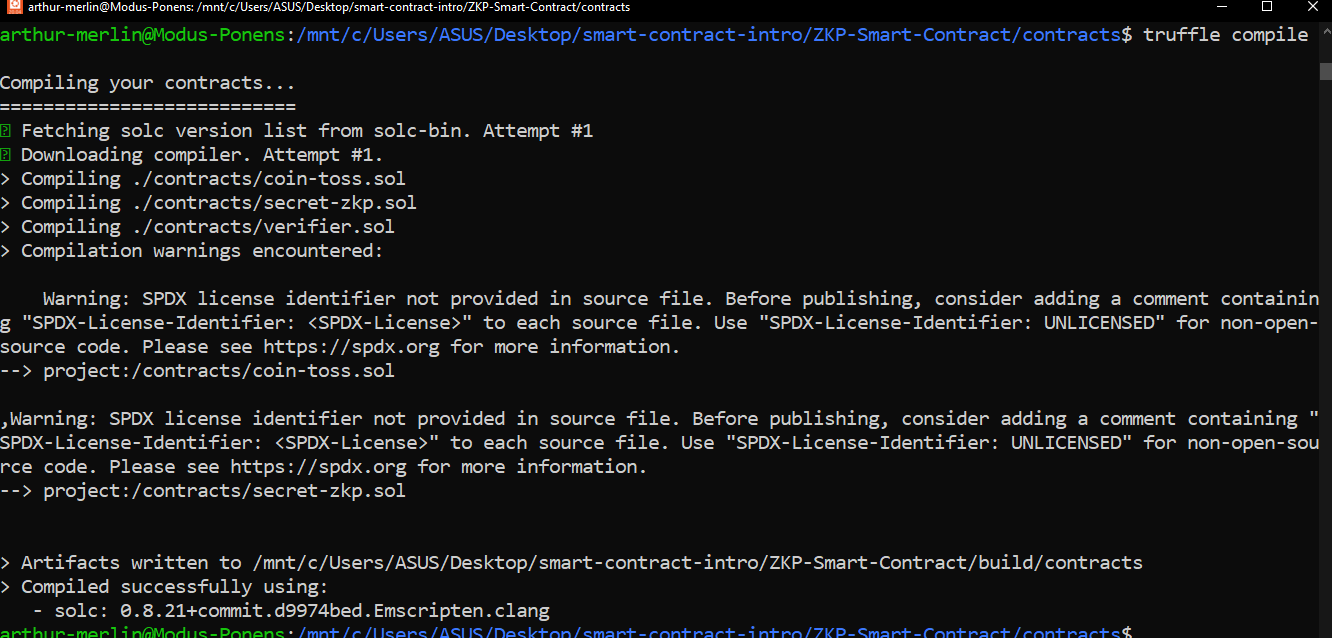 arthur-merlin@Modus-Ponens: /mnt/c/Users/ASUS/Desktop/smart-contract-intro/ZKP-Smart-Contract/contracts
arthur-merlin@Modus-Ponens:/mnt/c/Users/ASUS/Desktop/smart-contract-intro/ZKP-Smart-Contract/contracts$ truffle compile
Compiling your contracts...
===========================
Fetching solc version list from solc-bin. Attempt #1
Downloading compiler. Attempt #1.
> Compiling ./contracts/coin-toss.sol
> Compiling ./contracts/secret-zkp.sol
> Compiling ./contracts/verifier.sol
> Compilation warnings encountered:
Warning: SPDX license identifier not provided in source file. Before publishing, consider adding a comment containin
g "SPDX-License-Identifier: <SPDX-License>" to each source file. Use "SPDX-License-Identifier: UNLICENSED" for non-open-
source code. Please see https://spdx.org for more information.
--> project:/contracts/coin-toss.sol
,Warning: SPDX license identifier not provided in source file. Before publishing, consider adding a comment containing "
SPDX-License-Identifier: <SPDX-License>" to each source file. Use "SPDX-License-Identifier: UNLICENSED" for non-open-sou
rce code. Please see https://spdx.org for more information.
--> project:/contracts/secret-zkp.sol
> Artifacts written to /mnt/c/Users/ASUS/Desktop/smart-contract-intro/ZKP-Smart-Contract/build/contracts
> Compiled successfully using:
- solc: 0.8.21+commit.d9974bed.Emscripten.clang
arthur-merlin@Modus-Ponens:/mnt/c/Users/ASUS/Desktop/smart-contract-intro/ZKP-Smart-Contract/contracts$